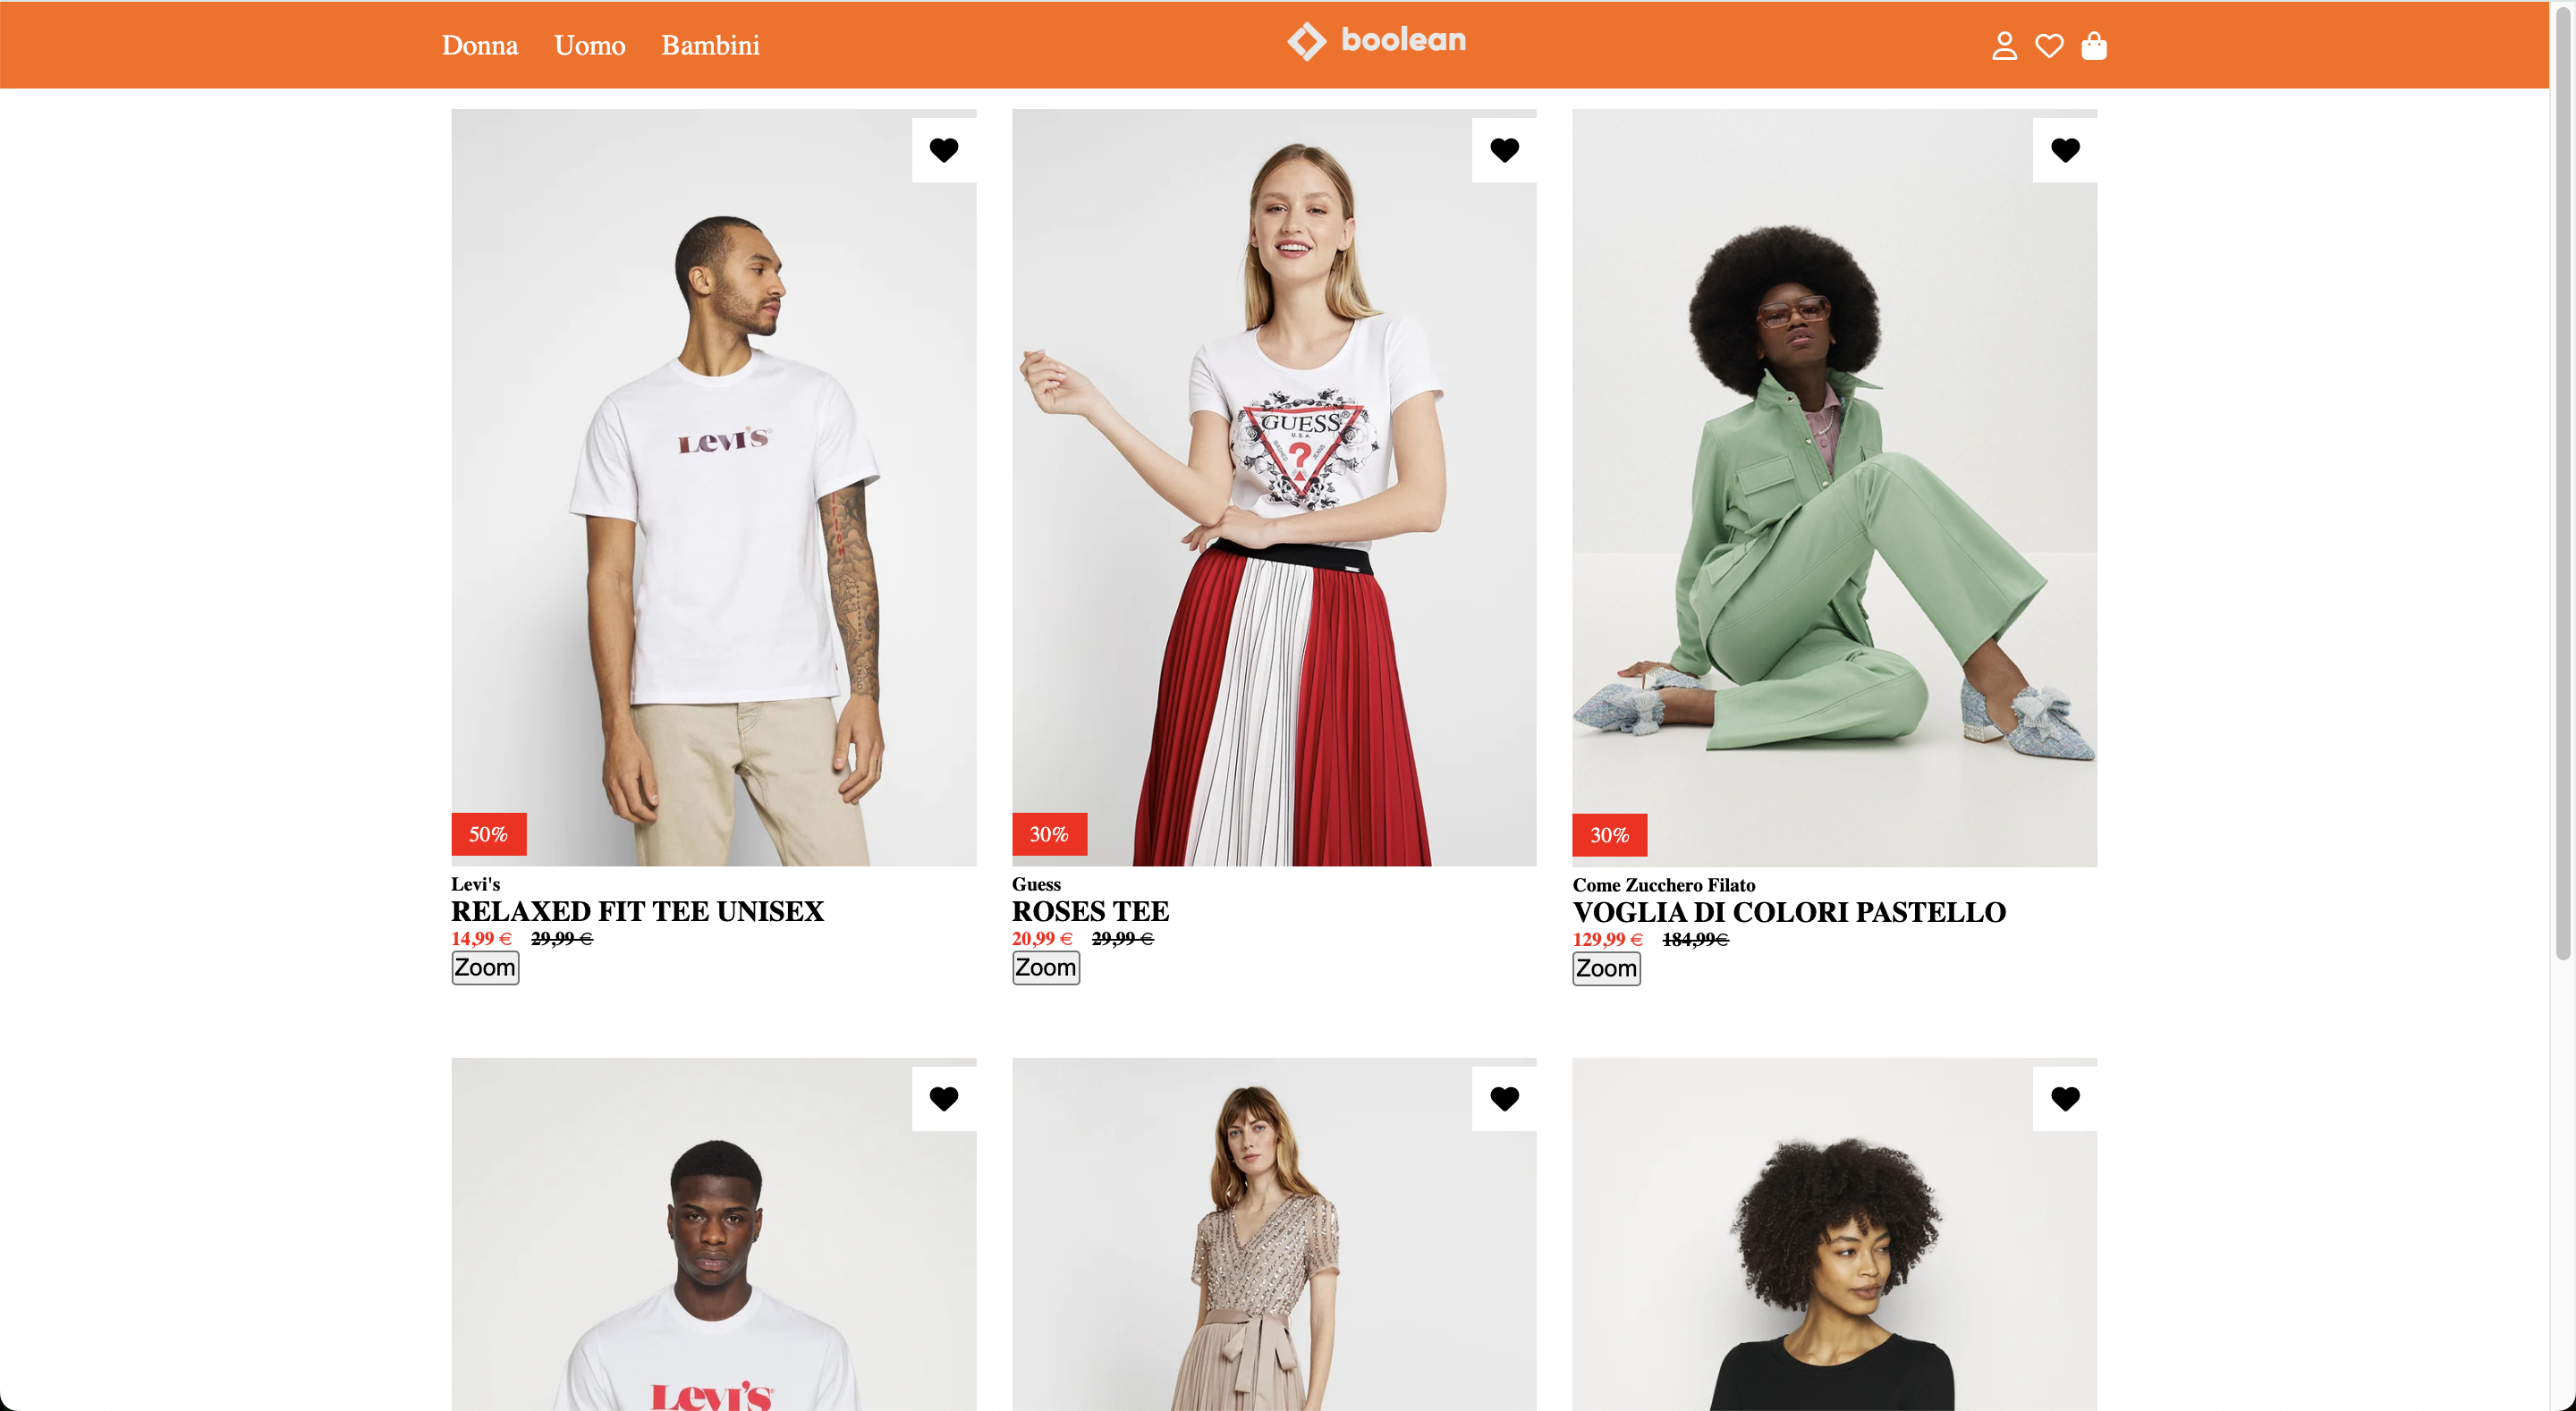 Donna Uomo Bambini boolean
Levi's
GUESS
U.S.A.
WASHED JEANS
?
50%
30%
30%
Levi's
RELAXED FIT TEE UNISEX
14,99 € 29,99 €
Zoom
Guess
ROSES TEE
20,99 € 29,99 €
Zoom
Come Zucchero Filato
VOGLIA DI COLORI PASTELLO
129,99 € 184,99€
Zoom
Levi's